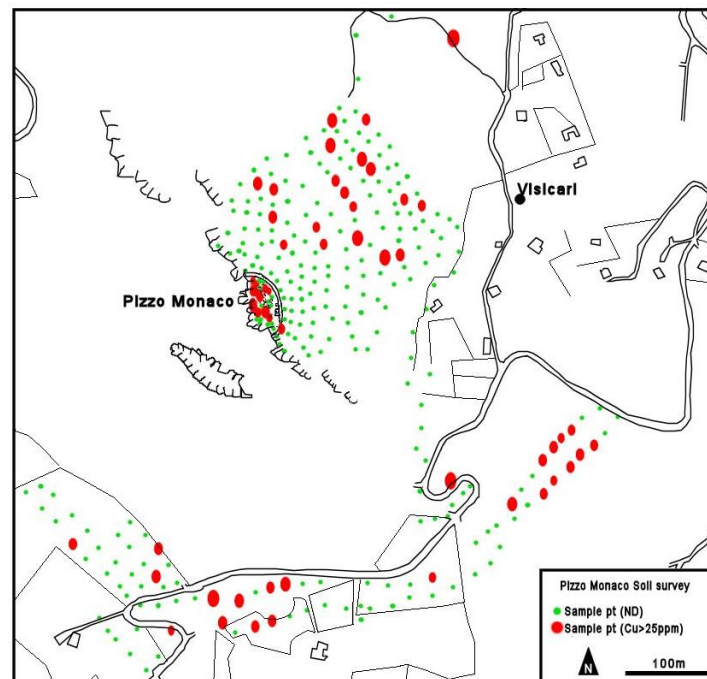 Visicari
Pizzo Monaco
Pizzo Monaco Soil survey
Sample pt (ND)
Sample pt (Cu>25ppm)
N
100m